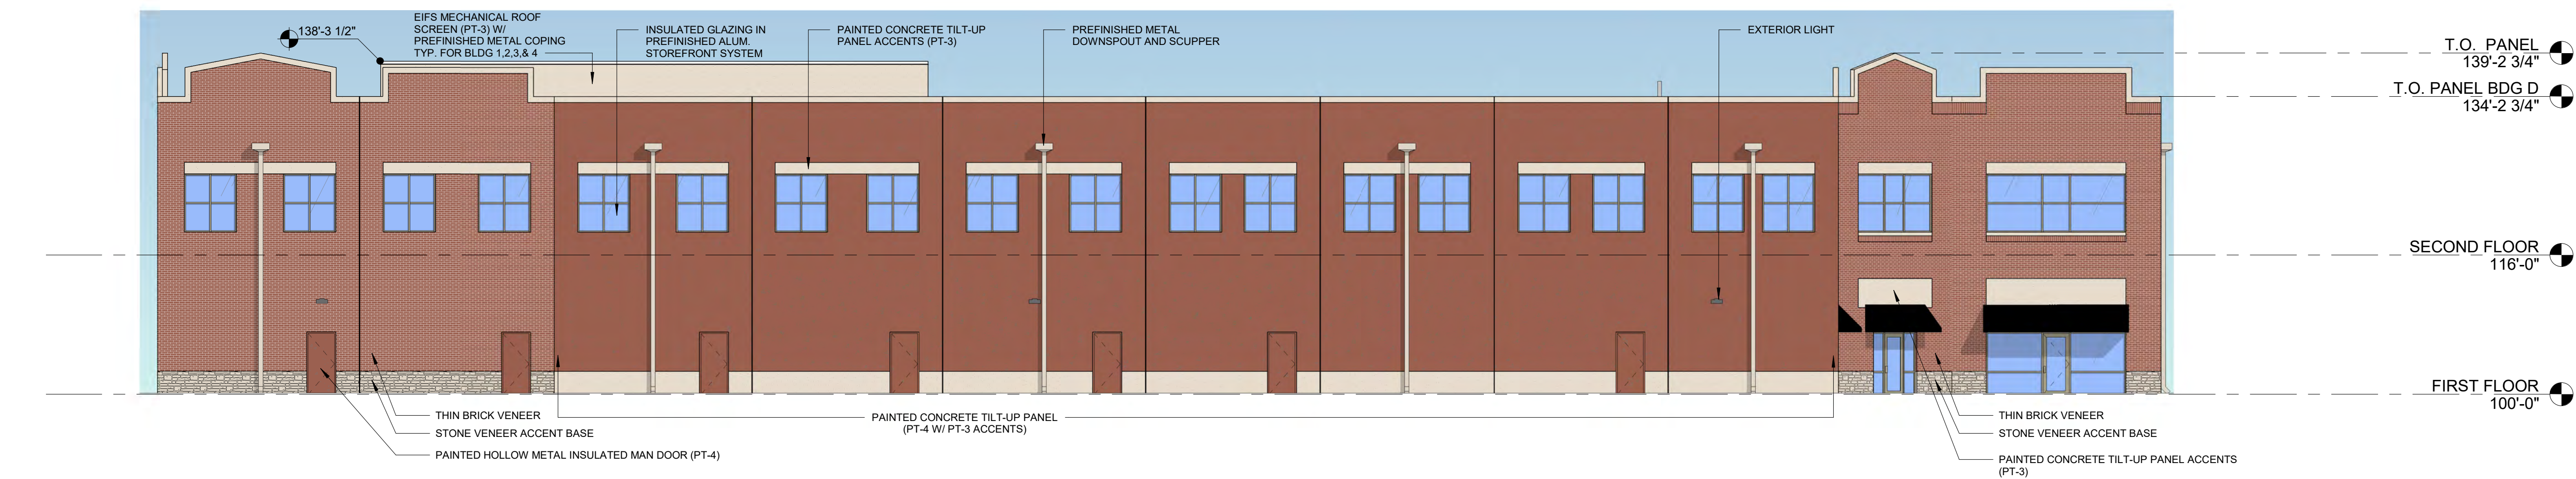 138'-3 1/2"
EIFS MECHANICAL ROOF
SCREEN (PT-3) W/
PREFINISHED METAL COPING
TYP. FOR BLDG 1,2,3,& 4
INSULATED GLAZING IN
PREFINISHED ALUM.
STOREFRONT SYSTEM
PAINTED CONCRETE TILT-UP
PANEL ACCENTS (PT-3)
PREFINISHED METAL
DOWNSPOUT AND SCUPPER
EXTERIOR LIGHT
T.O. PANEL
139'-2 3/4"
T.O. PANEL BDG D
134'-2 3/4"
SECOND FLOOR
116'-0"
FIRST FLOOR
100'-0"
THIN BRICK VENEER
STONE VENEER ACCENT BASE
PAINTED HOLLOW METAL INSULATED MAN DOOR (PT-4)
PAINTED CONCRETE TILT-UP PANEL
(PT-4 W/ PT-3 ACCENTS)
THIN BRICK VENEER
STONE VENEER ACCENT BASE
PAINTED CONCRETE TILT-UP PANEL ACCENTS
(PT-3)